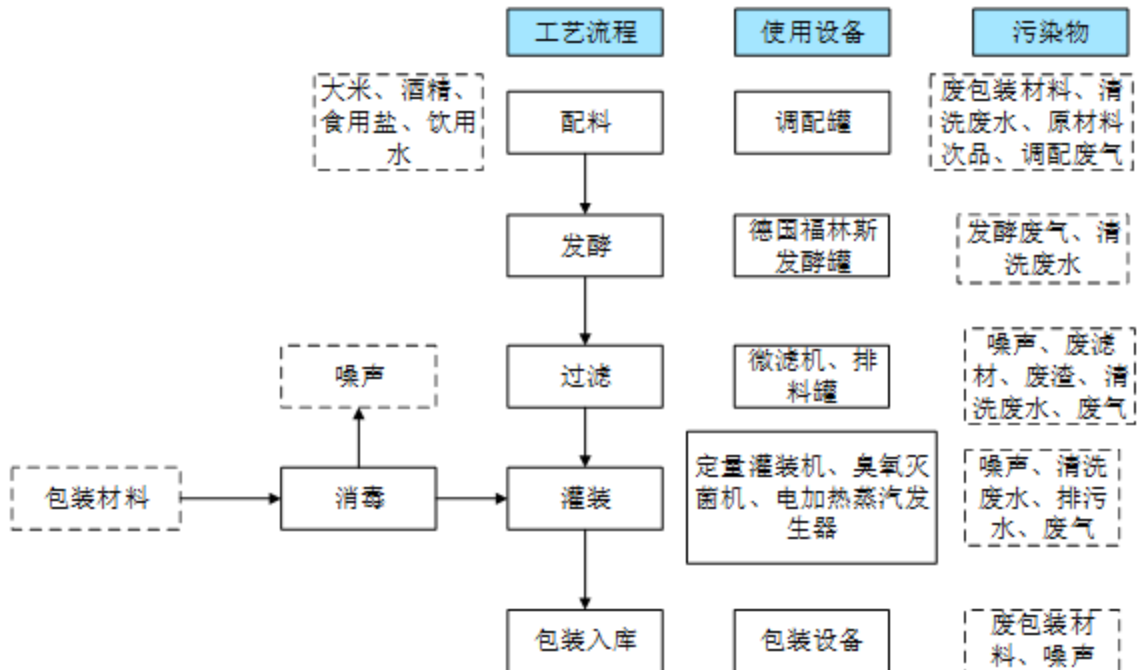 工艺流程
使用设备
污染物
大米、酒精、
食用盐、饮用
水
配料
调配罐
废包装材料、清
洗废水、原材料
次品、调配废气
发酵
德国福林斯
发酵罐
发酵废气、清
洗废水
噪声
过滤
微滤机、排
料罐
噪声、废滤
材、废渣、清
洗废水、废气
包装材料
消毒
灌装
定量灌装机、臭氧灭
菌机、电加热蒸汽发
生器
噪声、清洗
废水、排污
水、废气
包装入库
包装设备
废包装材
料、噪声